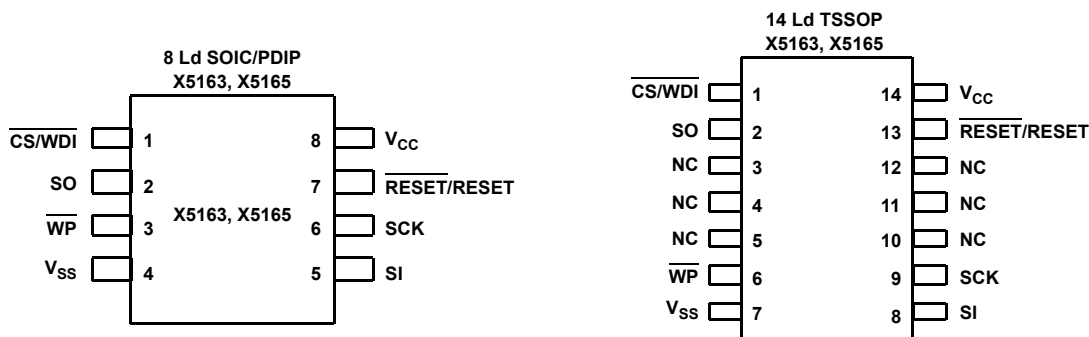 8 Ld SOIC/PDIP
X5163, X5165
CS/WDI 1 8 VCC
SO 2 7 RESET/RESET
X5163, X5165
WP 3 6 SCK
VSS 4 5 SI
14 Ld TSSOP
X5163, X5165
CS/WDI 1 14 VCC
SO 2 13 RESET/RESET
NC 3 12 NC
NC 4 11 NC
NC 5 10 NC
WP 6 9 SCK
VSS 7 8 SI